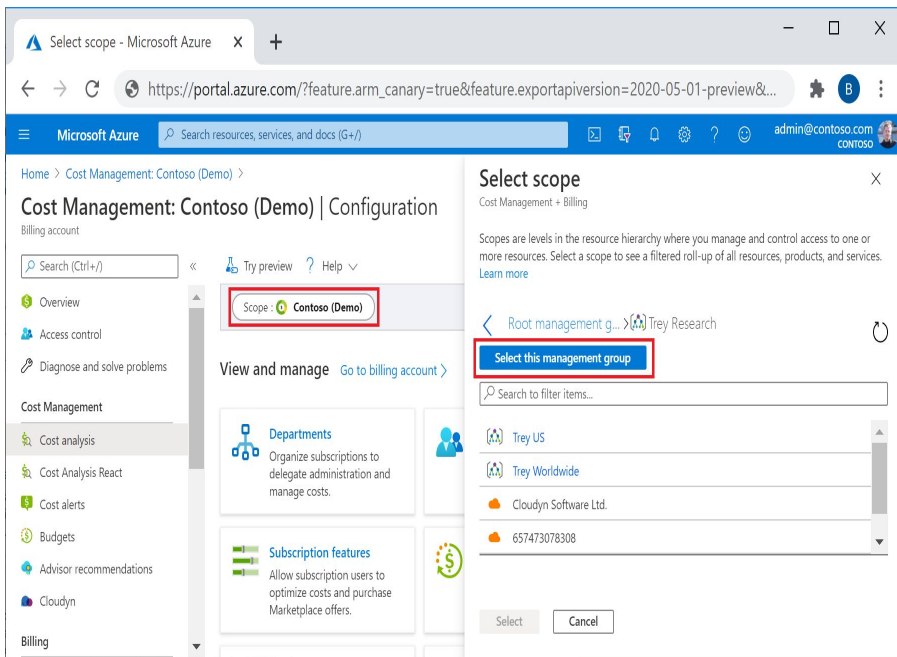 Select scope - Microsoft Azure
https://portal.azure.com/?feature.arm_canary=true&feature.exportapiversion=2020-05-01-preview&...
B
Microsoft Azure
Search resources, services, and docs (G+/)
admin@contoso.com
CONTOSO
Home > Cost Management: Contoso (Demo) >
Cost Management: Contoso (Demo) | Configuration
Billing account
Search (Ctrl+/)
Overview
Access control
Diagnose and solve problems
Cost Management
Cost analysis
Cost Analysis React
Cost alerts
Budgets
Advisor recommendations
Cloudyn
Billing
Try preview
Help
Scope : Contoso (Demo)
View and manage
Go to billing account >
Departments
Organize subscriptions to
delegate administration and
manage costs.
Subscription features
Allow subscription users to
optimize costs and purchase
Marketplace offers.
Select scope
Cost Management + Billing
Scopes are levels in the resource hierarchy where you manage and control access to one or
more resources. Select a scope to see a filtered roll-up of all resources, products, and services.
Learn more
Root management g... > Trey Research
Select this management group
Search to filter items...
Trey US
Trey Worldwide
Cloudyn Software Ltd.
657473078308
Select
Cancel